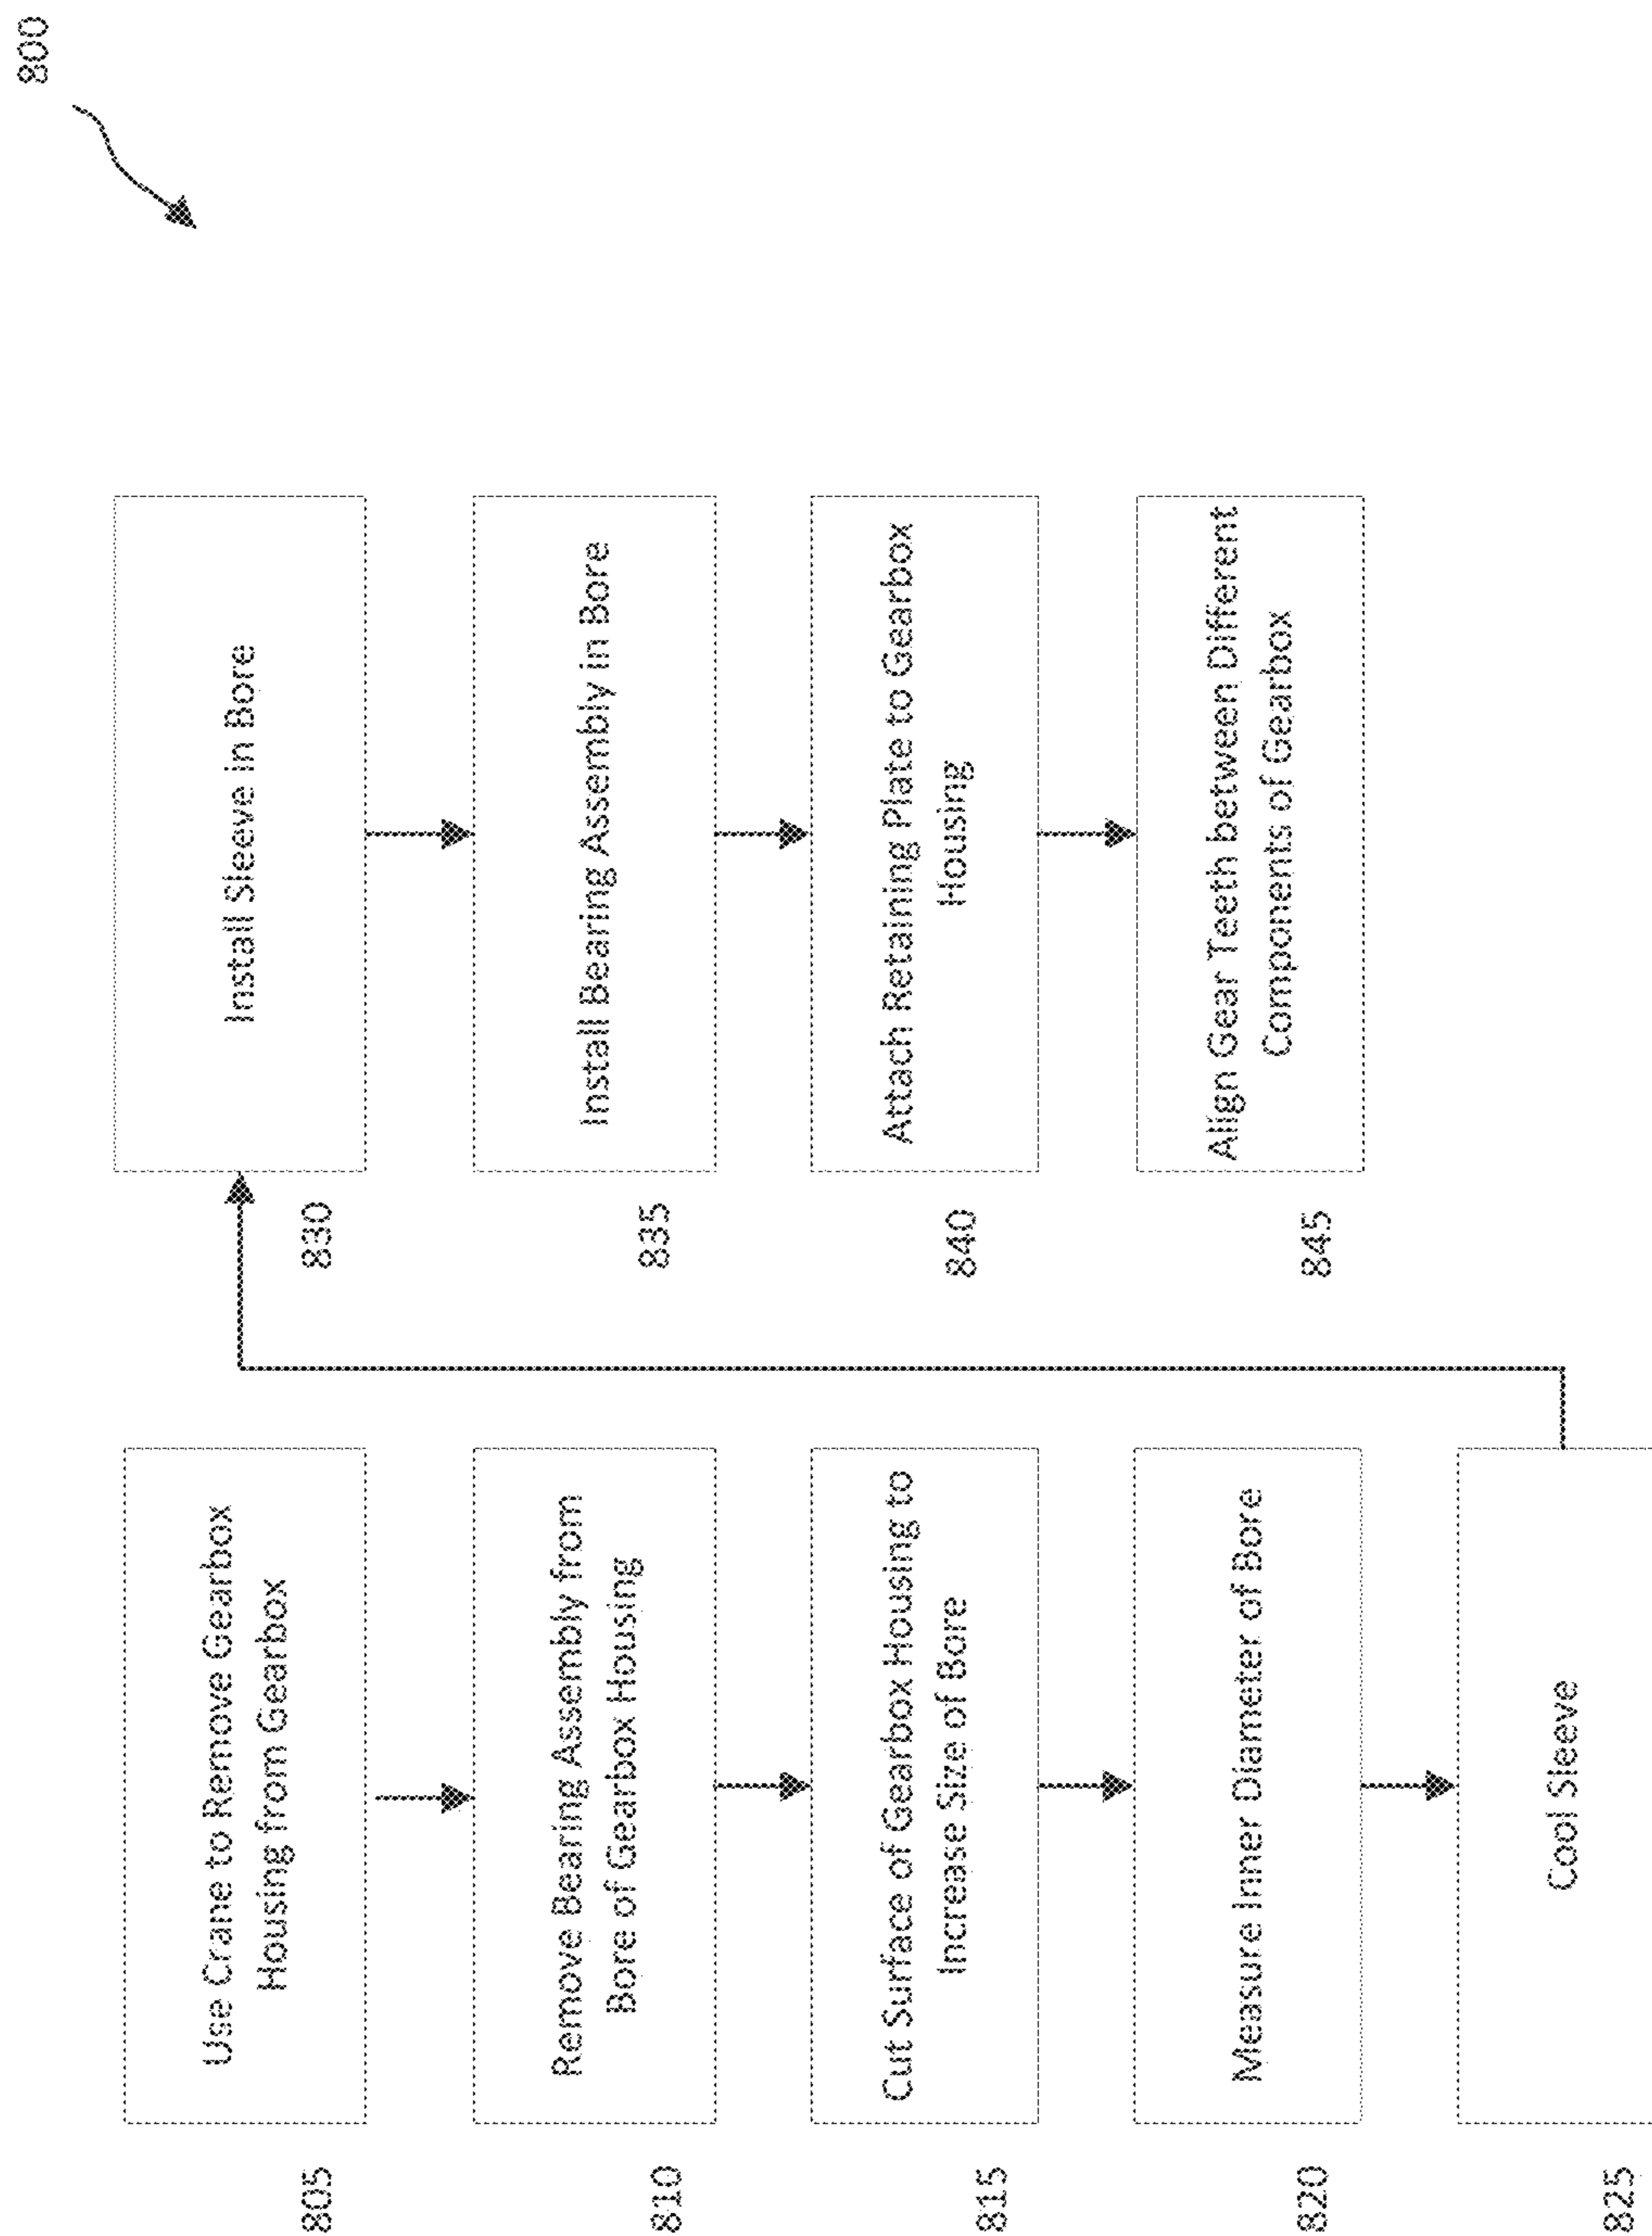 800
Use Crane to Remove Gearbox
Housing from Gearbox
805
Remove Bearing Assembly from
Bore of Gearbox Housing
810
Cut Surface of Gearbox Housing to
Increase Size of Bore
815
Measure Inner Diameter of Bore
820
Cool Sleeve
825
Install Sleeve in Bore
830
Install Bearing Assembly in Bore
835
Attach Retaining Plate to Gearbox
Housing
840
Align Gear Teeth between Different
Components of Gearbox
845